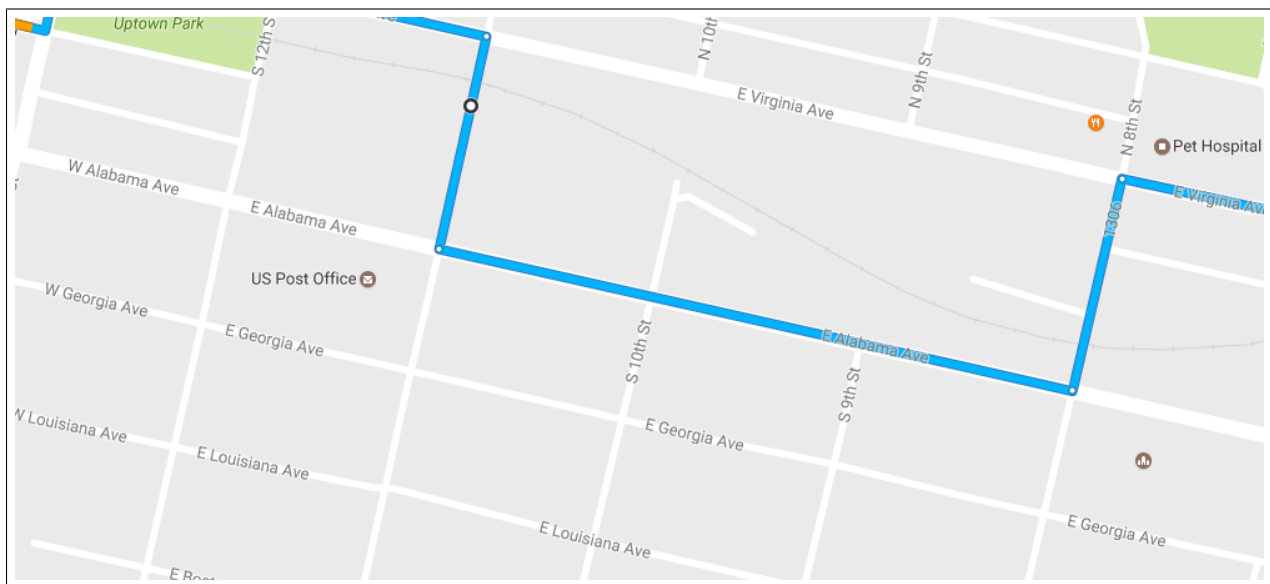 Uptown Park
S 12th S
N 10th
E Virginia Ave
N 9th St
N 8th St
Pet Hospital
W Alabama Ave
E Alabama Ave
E Virginia Av
1306
US Post Office
W Georgia Ave
E Georgia Ave
S 10th St
E Alabama Ave
S 9th St
W Louisiana Ave
E Louisiana Ave
E Georgia Ave
E Louisiana Ave
E Georgia Ave